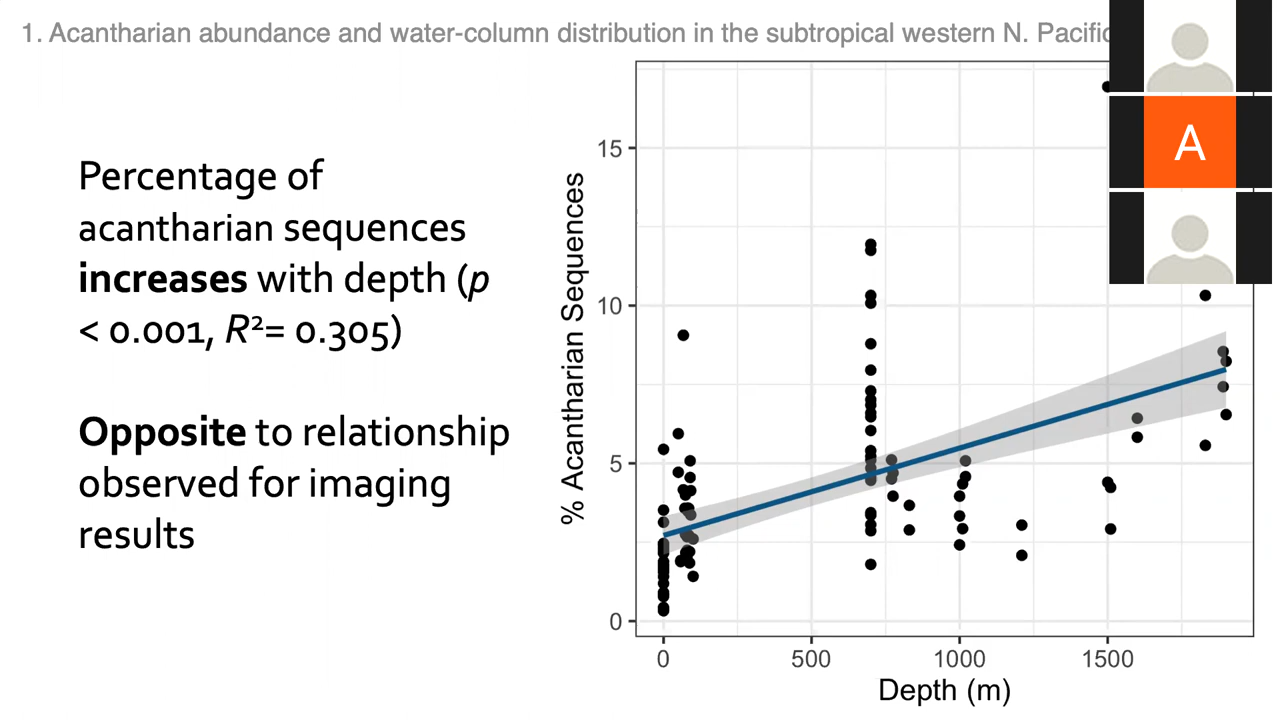 1. Acantharian abundance and water-column distribution in the subtropical western N. Pacific
A
Percentage of
acantharian sequences
increases with depth (p
< 0.001, R²= 0.305)
Opposite to relationship
observed for imaging
results
% Acantharian Sequences
15
10
5
0
0 500 1000 1500
Depth (m)